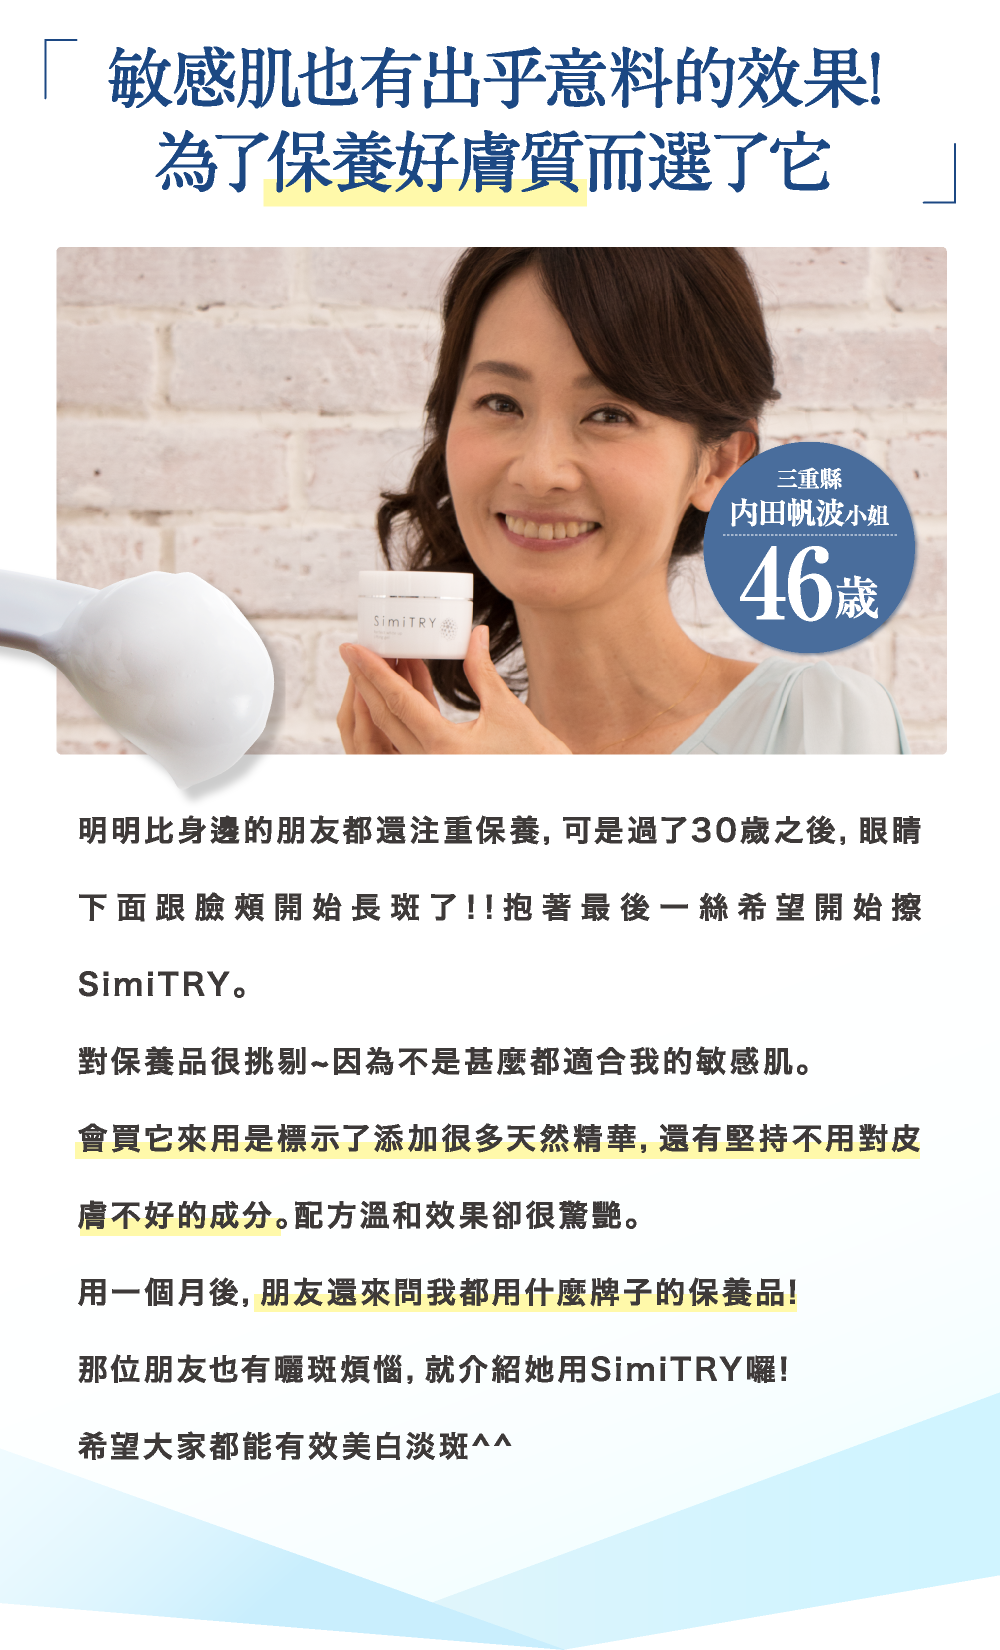 「敏感肌也有出乎意料的效果!
為了保養好膚質而選了它」
三重縣
内田帆波小姐
46歳
SimiTRY
明明比身邊的朋友都還注重保養, 可是過了30歲之後, 眼睛
下面跟臉頰開始長斑了!!抱著最後一絲希望開始擦
SimiTRY。
對保養品很挑剔~因為不是甚麼都適合我的敏感肌。
會買它來用是標示了添加很多天然精華, 還有堅持不用對皮
膚不好的成分。配方溫和效果卻很驚艷。
用一個月後, 朋友還來問我都用什麼牌子的保養品!
那位朋友也有曬斑煩惱, 就介紹她用SimiTRY囉!
希望大家都能有效美白淡斑^^